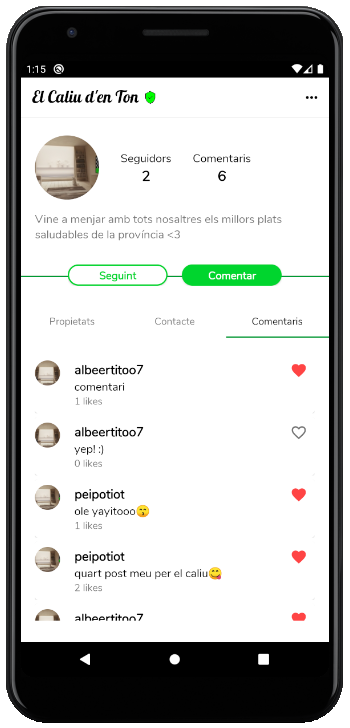 1:15
El Caliu d'en Ton
Seguidors Comentaris
2 6
Vine a menjar amb tots nosaltres els millors plats
saludables de la província <3
Seguint Comentar
Propietats Contacte Comentaris
albeertitoo7
comentari
1 likes
albeertitoo7
yep! :)
0 likes
peipotiot
ole yayitooo😙
1 likes
peipotiot
quart post meu per el caliu😋
2 likes
albeertitoo7